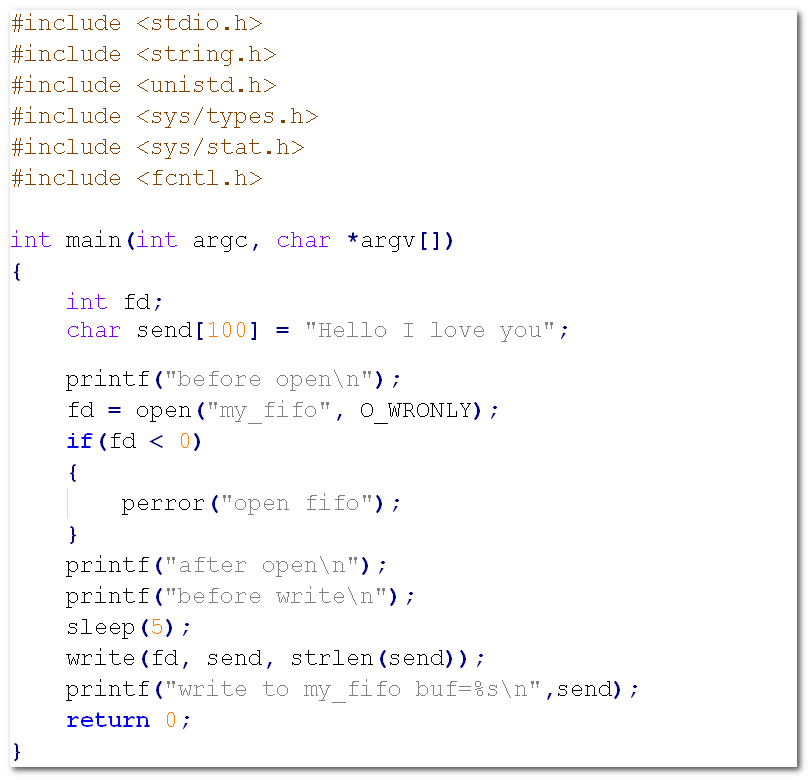 #include <stdio.h>
#include <string.h>
#include <unistd.h>
#include <sys/types.h>
#include <sys/stat.h>
#include <fcntl.h>

int main(int argc, char *argv[])
{
    int fd;
    char send[100] = "Hello I love you";

    printf("before open\n");
    fd = open("my_fifo", O_WRONLY);
    if(fd < 0)
    {
        perror("open fifo");
    }
    printf("after open\n");
    printf("before write\n");
    sleep(5);
    write(fd, send, strlen(send));
    printf("write to my_fifo buf=%s\n",send);
    return 0;
}